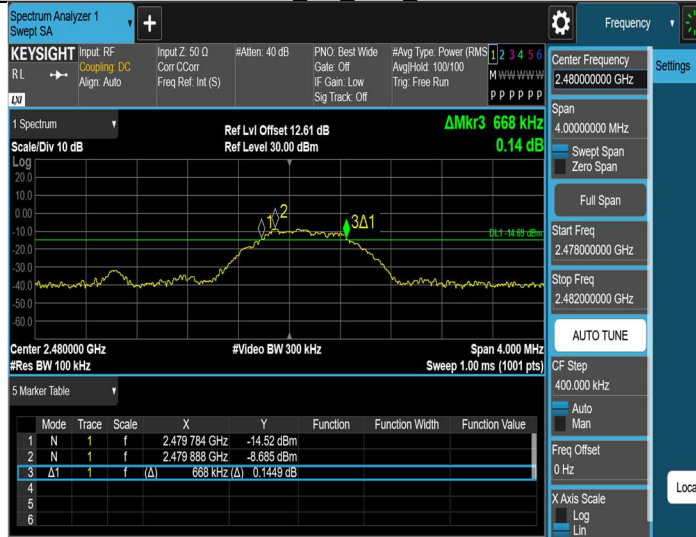 Spectrum Analyzer 1
Swept SA
Frequency
KEYSIGHT
RL
LXI
Input: RF
Coupling: DC
Align: Auto
Input Z: 50 Ω
Corr CCorr
Freq Ref: Int (S)
#Atten: 40 dB
PNO: Best Wide
Gate: Off
IF Gain: Low
Sig Track: Off
#Avg Type: Power (RMS
Avg|Hold: 100/100
Trig: Free Run
1 2 3 4 5 6
M W W W W W
P P P P P P
Center Frequency
2.480000000 GHz
Settings
Span
4.00000000 MHz
Swept Span
Zero Span
Full Span
Start Freq
2.478000000 GHz
Stop Freq
2.482000000 GHz
AUTO TUNE
CF Step
400.000 kHz
Auto
Man
Freq Offset
0 Hz
X Axis Scale
Log
Lin
Loca
1 Spectrum
Scale/Div 10 dB
Ref Lvl Offset 12.61 dB
Ref Level 30.00 dBm
ΔMkr3 668 kHz
0.14 dB
Log
20.0
10.0
0.00
-10.0
-20.0
-30.0
-40.0
-50.0
-60.0
1
2
3Δ1
DL1 -14.69 dBm
Center 2.480000 GHz
#Video BW 300 kHz
Span 4.000 MHz
#Res BW 100 kHz
Sweep 1.00 ms (1001 pts)
5 Marker Table
Mode Trace Scale X Y Function Function Width Function Value
1 N 1 f 2.479 784 GHz -14.52 dBm
2 N 1 f 2.479 888 GHz -8.685 dBm
3 Δ1 1 f (Δ) 668 kHz (Δ) 0.1449 dB
4
5
6